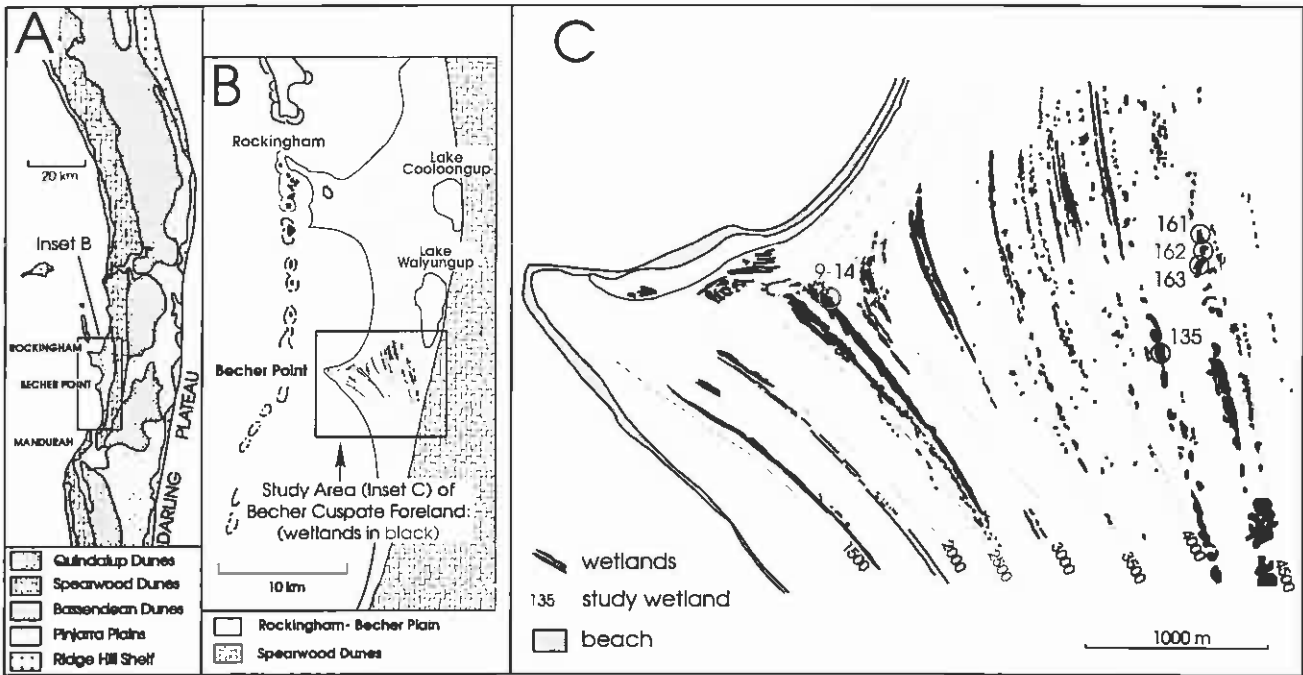 A
20 km
Inset B
ROCKINGHAM
BECHER POINT
MANDURAH
DARLING PLATEAU
Quindalup Dunes
Spearwood Dunes
Bassendean Dunes
Pinjarra Plains
Ridge Hill Shelf
B
Rockingham
Lake
Cooloongup
Lake
Walyungup
Becher Point
Study Area (Inset C) of
Becher Cuspate Foreland:
(wetlands in black)
10 km
Rockingham- Becher Plain
Spearwood Dunes
C
161
162
163
9-14
135
1500
2000
2500
3000
3500
4000
4500
wetlands
135 study wetland
beach
1000 m